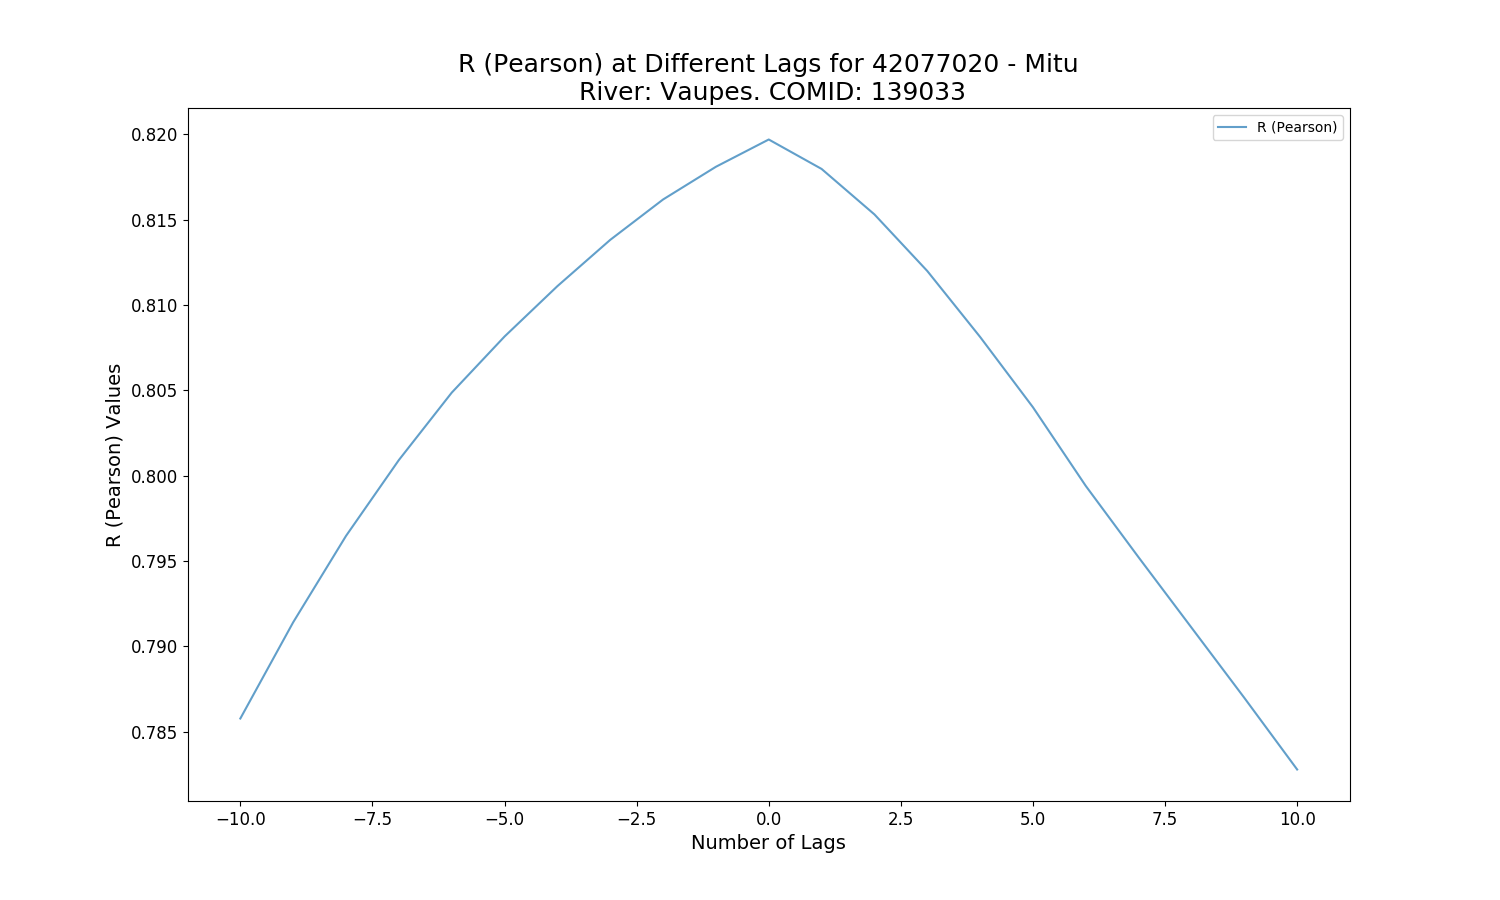 R (Pearson) at Different Lags for 42077020 - Mitu
River: Vaupes. COMID: 139033
R (Pearson)
0.820
0.815
0.810
0.805
0.800
0.795
0.790
0.785
R (Pearson) Values
−10.0 −7.5 −5.0 −2.5 0.0 2.5 5.0 7.5 10.0
Number of Lags